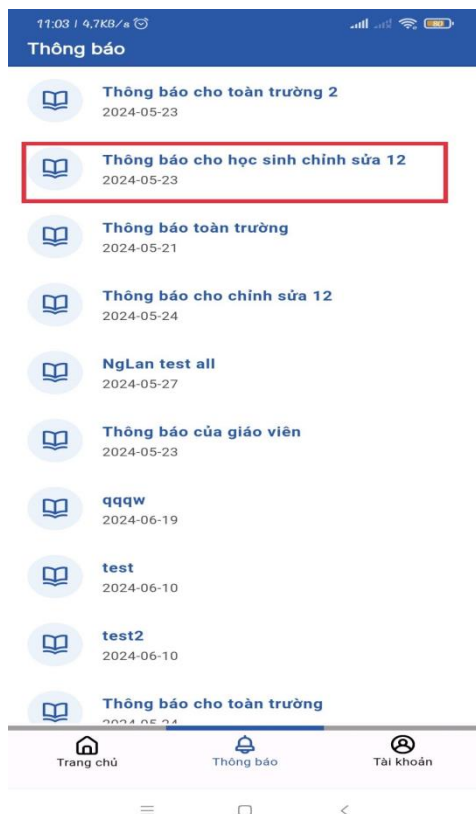 11:03 | 4,7KB/s
Thông báo
Thông báo cho toàn trường 2
2024-05-23
Thông báo cho học sinh chỉnh sửa 12
2024-05-23
Thông báo toàn trường
2024-05-21
Thông báo cho chỉnh sửa 12
2024-05-24
NgLan test all
2024-05-27
Thông báo của giáo viên
2024-05-23
qqqw
2024-06-19
test
2024-06-10
test2
2024-06-10
Thông báo cho toàn trường
2024-05-24
Trang chủ
Thông báo
Tài khoản